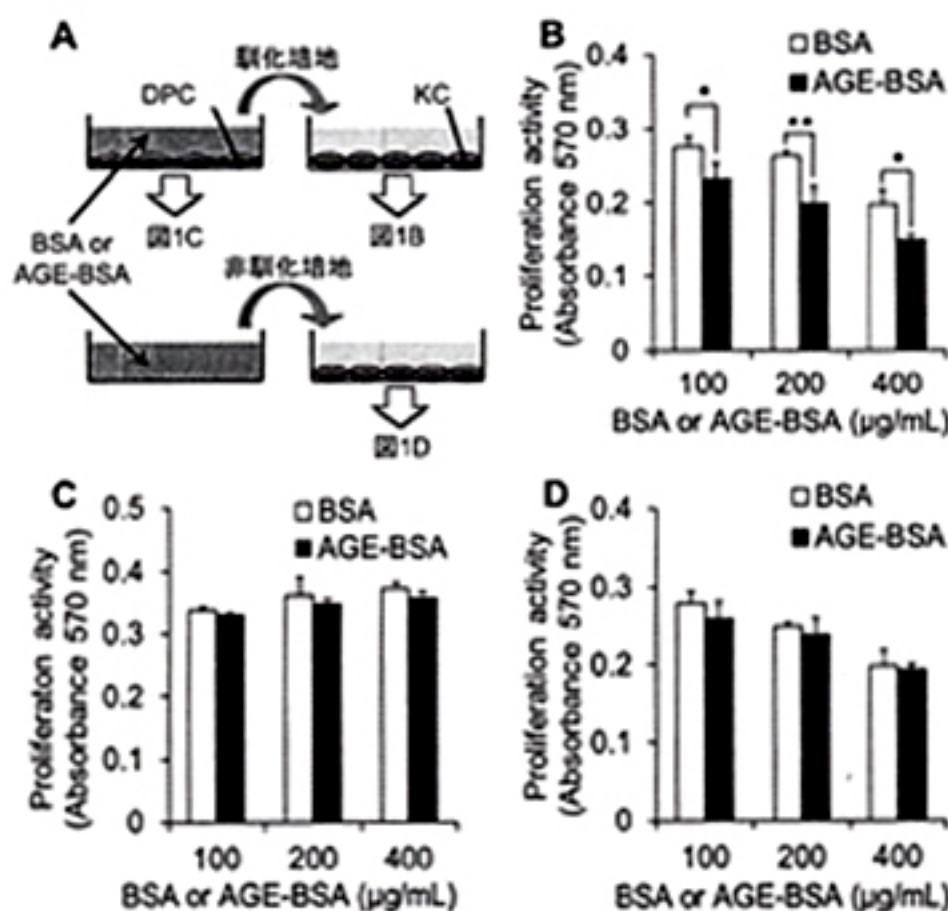 A
馴化培地
DPC
KC
BSA or
AGE-BSA
図1C
図1B
非馴化培地
図1D
B
Proliferation activity
(Absorbance 570 nm)
0.4
0.3
0.2
0.1
0
BSA
AGE-BSA
*
**
*
100 200 400
BSA or AGE-BSA (µg/mL)
C
Proliferaton activity
(Absorbance 570 nm)
0.5
0.4
0.3
0.2
0.1
0
BSA
AGE-BSA
100 200 400
BSA or AGE-BSA (µg/mL)
D
Proliferation activity
(Absorbance 570 nm)
0.4
0.3
0.2
0.1
0
BSA
AGE-BSA
100 200 400
BSA or AGE-BSA (µg/mL)